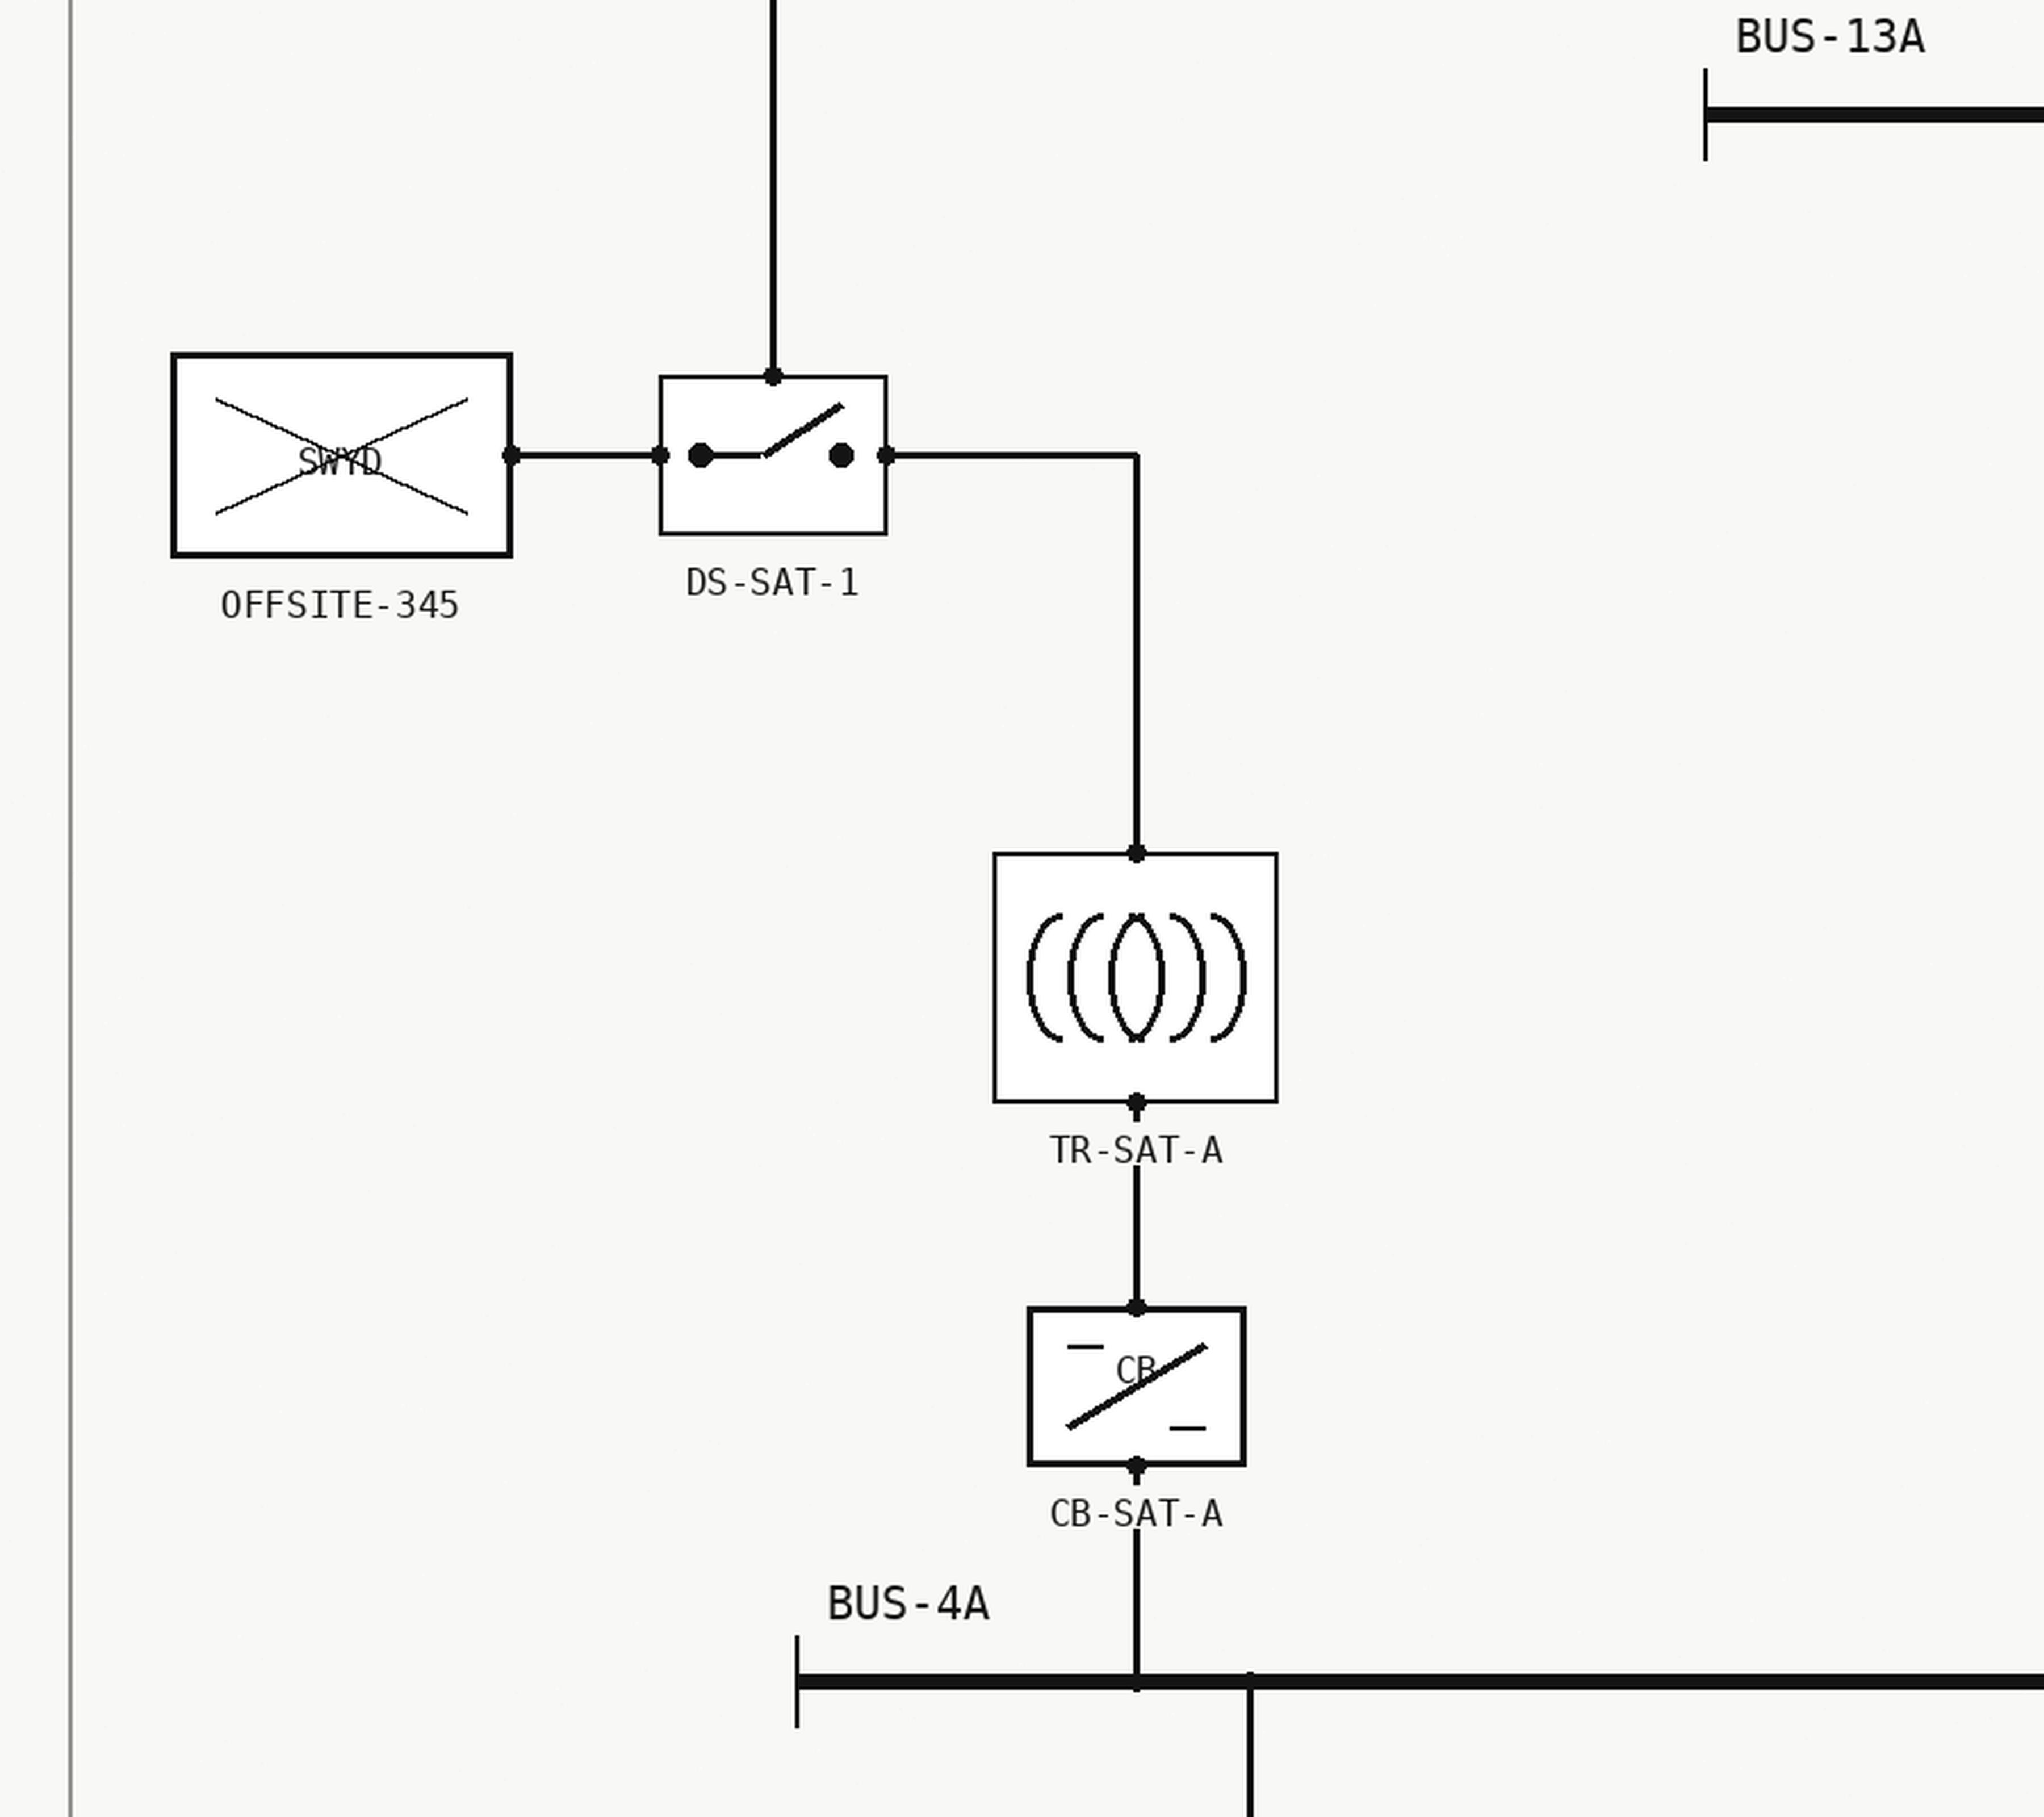 BUS-13A
SWYD
OFFSITE-345
DS-SAT-1
TR-SAT-A
CB
CB-SAT-A
BUS-4A